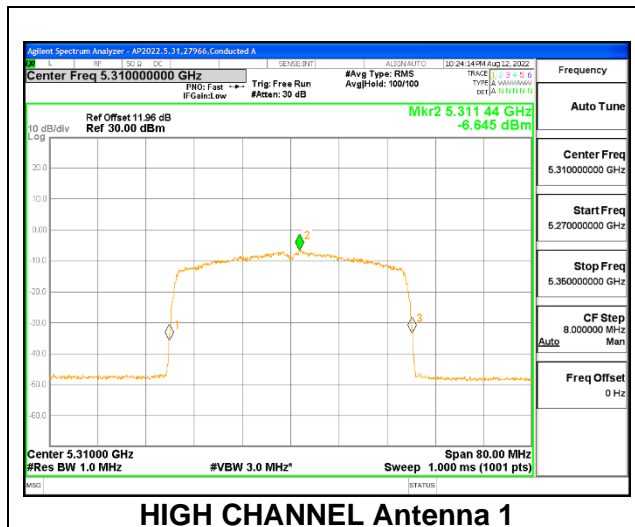 Agilent Spectrum Analyzer - AP2022.5.31,27966,Conducted A
L RF 50 Ω DC SENSE:INT ALIGNAUTO 10:24:14 PM Aug 12, 2022
Center Freq 5.310000000 GHz #Avg Type: RMS TRACE 1 2 3 4 5 6
PNO: Fast Trig: Free Run Avg|Hold: 100/100 TYPE A WWWWW
IFGain:Low #Atten: 30 dB DET A N N N N N
Mkr2 5.311 44 GHz
Ref Offset 11.96 dB
10 dB/div Ref 30.00 dBm -6.645 dBm
Log
20.0
10.0
0.00
-10.0
-20.0
-30.0
-40.0
-50.0
-60.0
2
1
3
Center 5.31000 GHz Span 80.00 MHz
#Res BW 1.0 MHz #VBW 3.0 MHz* Sweep 1.000 ms (1001 pts)
MSG STATUS
Frequency
Auto Tune
Center Freq
5.310000000 GHz
Start Freq
5.270000000 GHz
Stop Freq
5.350000000 GHz
CF Step
8.000000 MHz
Auto Man
Freq Offset
0 Hz
HIGH CHANNEL Antenna 1